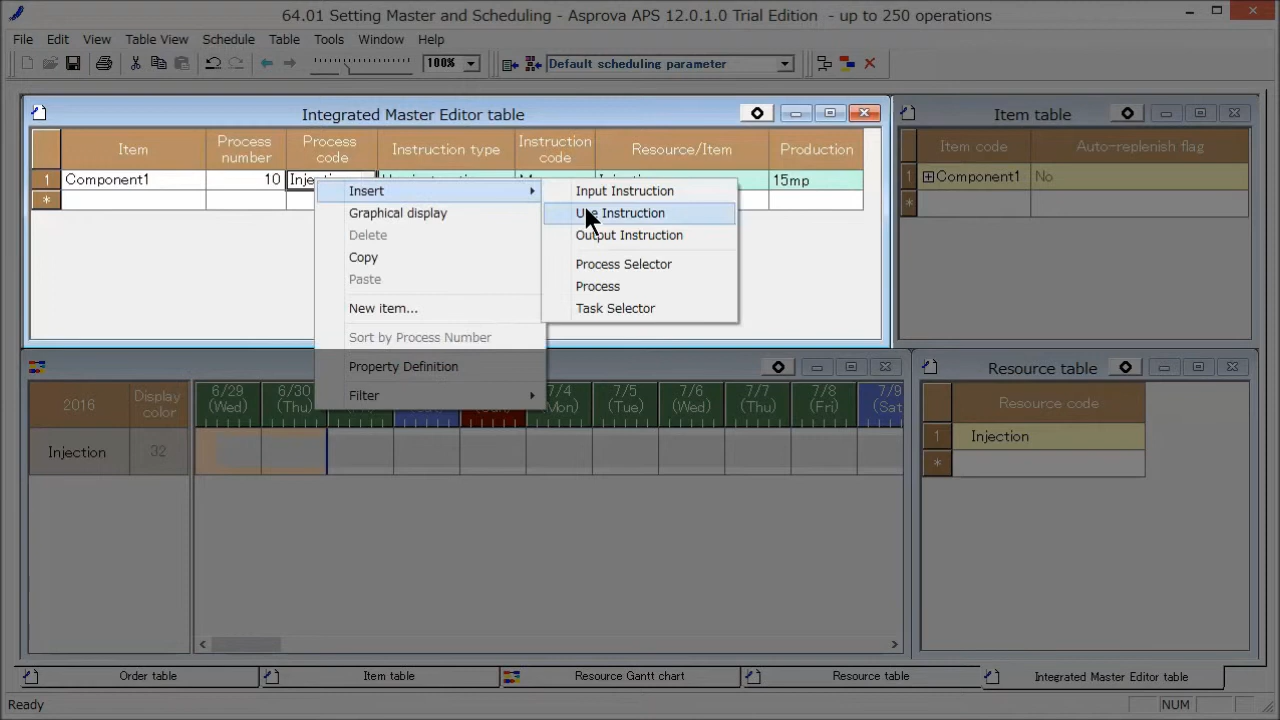 64.01 Setting Master and Scheduling - Asprova APS 12.0.1.0 Trial Edition - up to 250 operations
File Edit View Table View Schedule Table Tools Window Help
100% Default scheduling parameter
Integrated Master Editor table
Item Process number Process code Instruction type Instruction code Resource/Item Production
1 Component1 10 15mp
*
Insert
Graphical display
Delete
Copy
Paste
New item...
Sort by Process Number
Property Definition
Filter
Input Instruction
Use Instruction
Output Instruction
Process Selector
Process
Task Selector
Item table
Item code Auto-replenish flag
1 Component1 No
*
2016 Display color 6/29 (Wed) 6/30 (Thu) 7/4 (Mon) 7/5 (Tue) 7/6 (Wed) 7/7 (Thu) 7/8 (Fri) 7/9 (Sat
Injection 32
Resource table
Resource code
1 Injection
*
Order table Item table Resource Gantt chart Resource table Integrated Master Editor table
Ready NUM